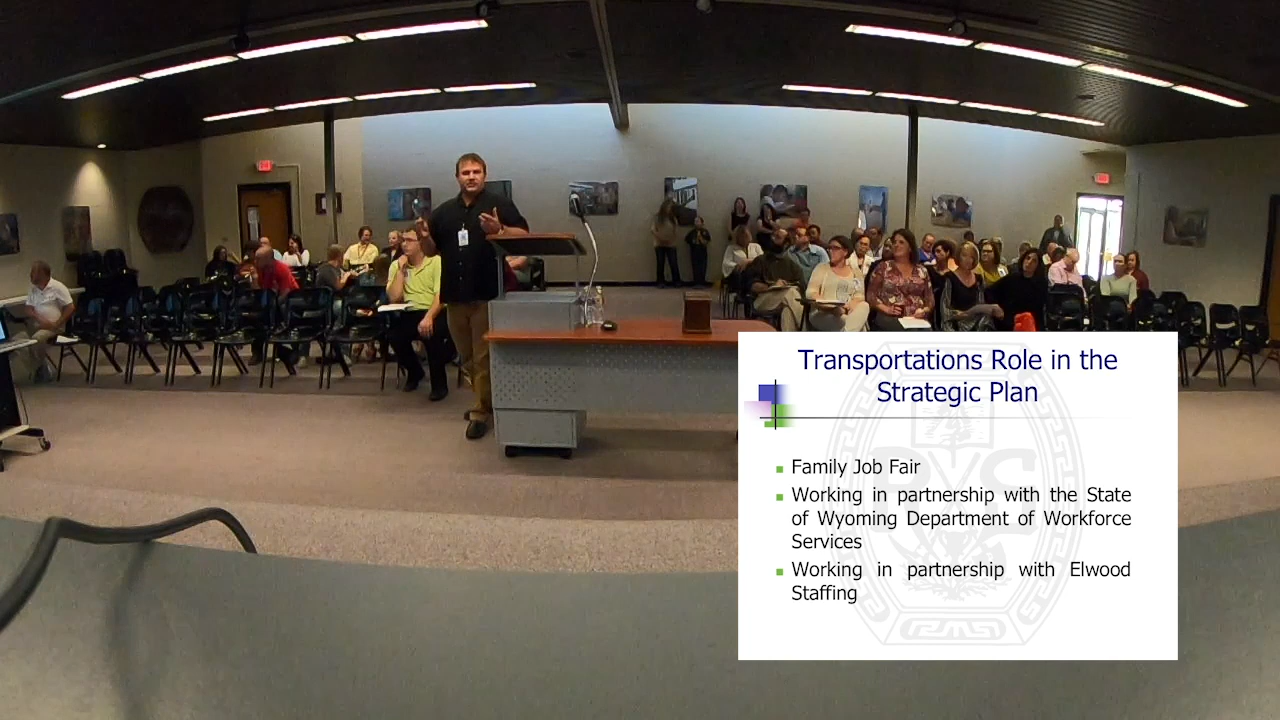 Transportations Role in the
Strategic Plan
Family Job Fair
Working in partnership with the State
of Wyoming Department of Workforce
Services
Working in partnership with Elwood
Staffing